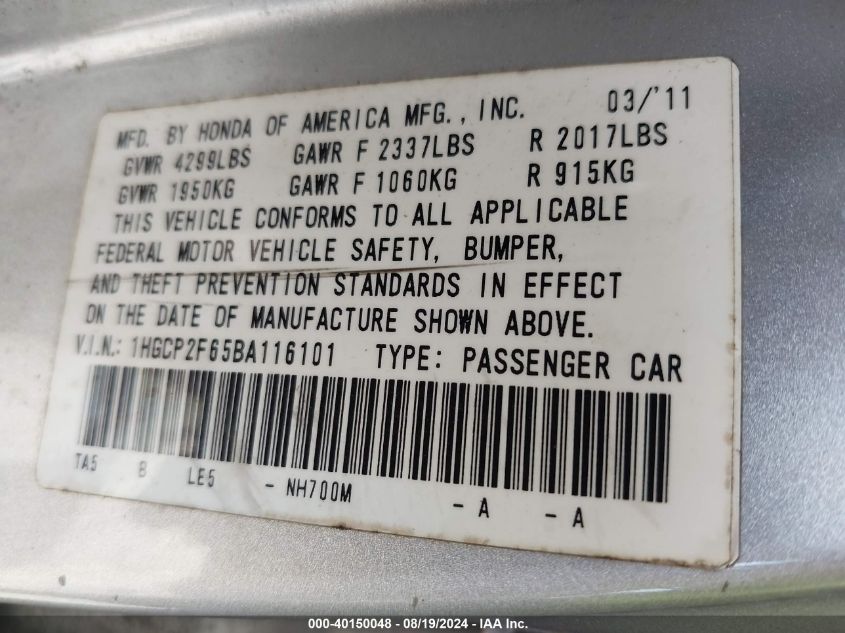 MFD. BY HONDA OF AMERICA MFG., INC. 03/'11
GVWR 4299LBS GAWR F 2337LBS R 2017LBS
GVWR 1950KG GAWR F 1060KG R 915KG
THIS VEHICLE CONFORMS TO ALL APPLICABLE
FEDERAL MOTOR VEHICLE SAFETY, BUMPER,
AND THEFT PREVENTION STANDARDS IN EFFECT
ON THE DATE OF MANUFACTURE SHOWN ABOVE.
V.I.N.: 1HGCP2F65BA116101 TYPE: PASSENGER CAR
TA5 B LE5 - NH700M - A - A
000-40150048 - 08/19/2024 - IAA Inc.